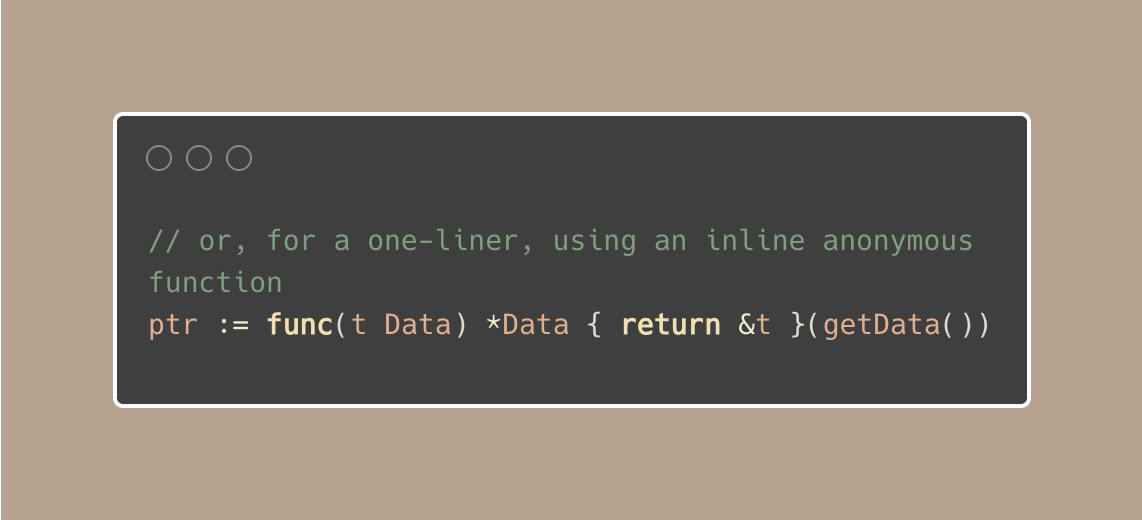 // or, for a one-liner, using an inline anonymous
function
ptr := func(t Data) *Data { return &t }(getData())